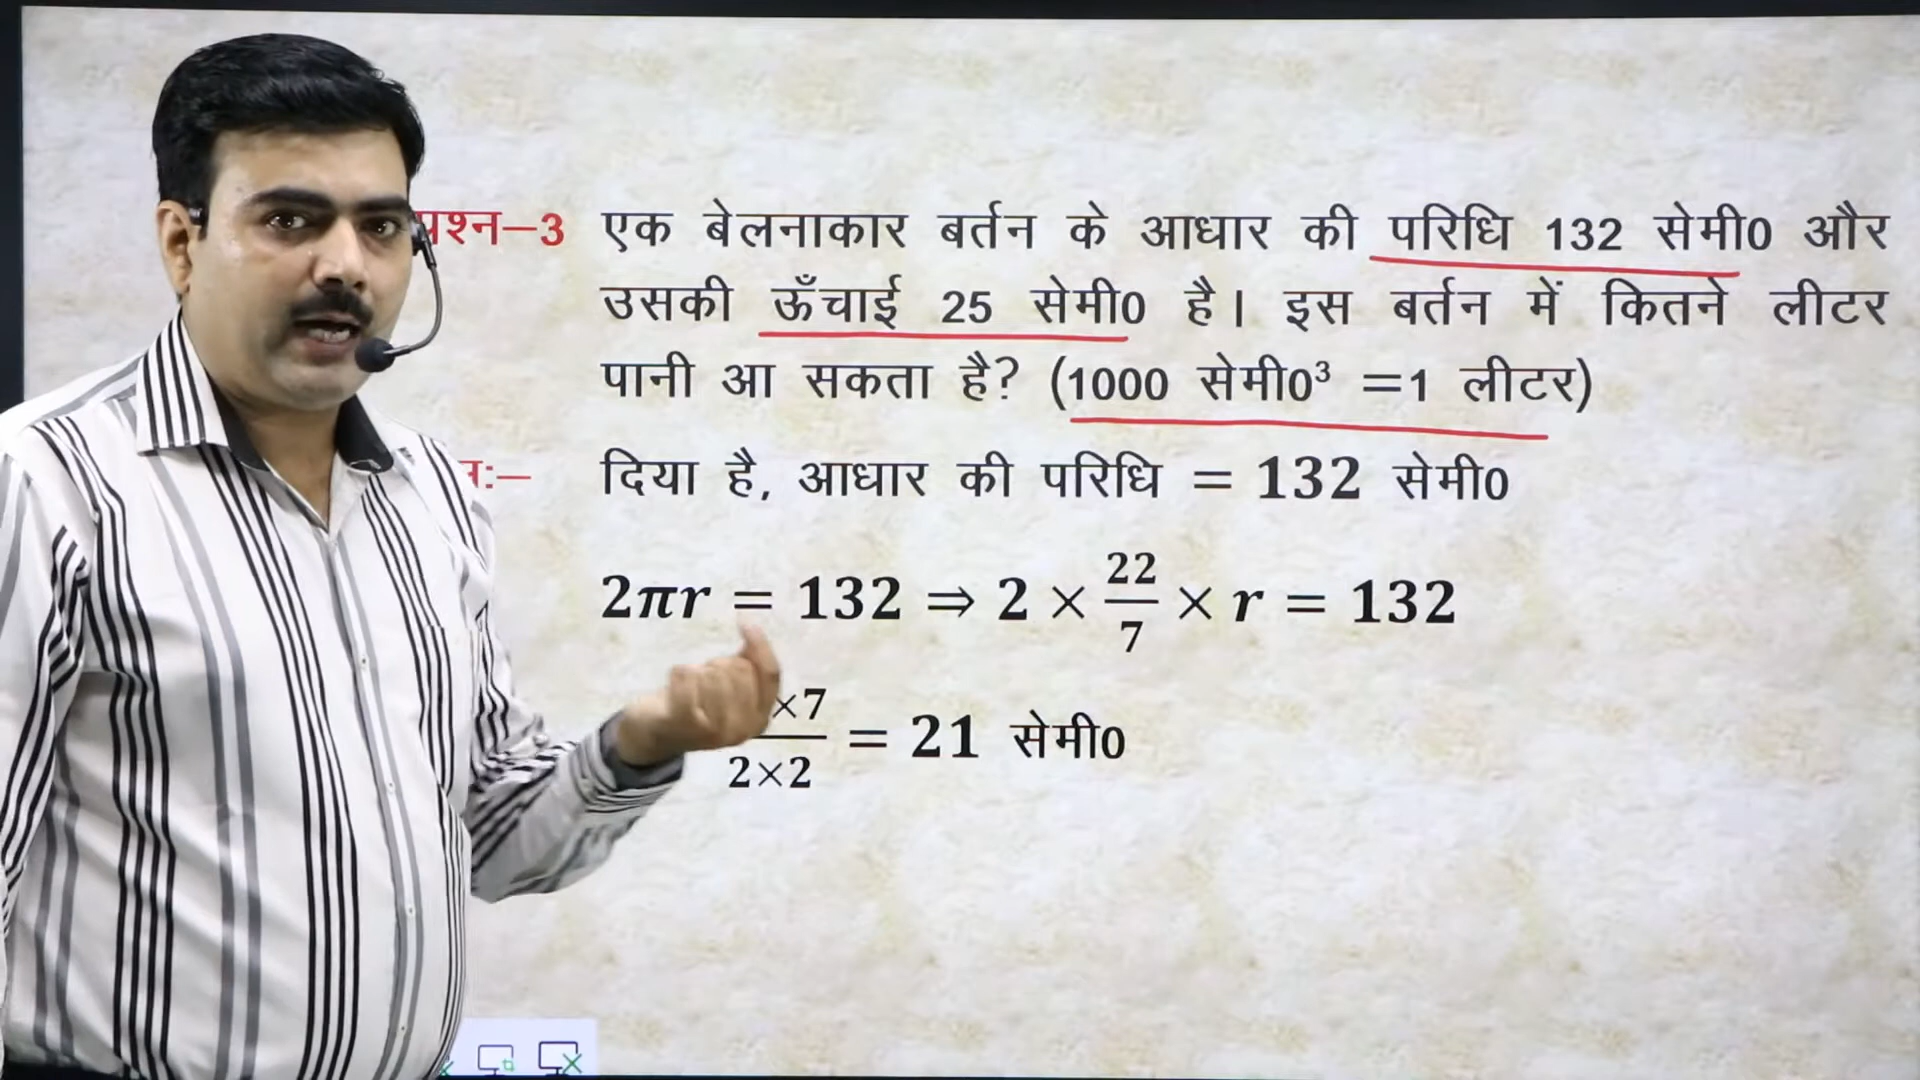 प्रश्न–3 एक बेलनाकार बर्तन के आधार की परिधि 132 सेमी0 और
उसकी ऊँचाई 25 सेमी0 है। इस बर्तन में कितने लीटर
पानी आ सकता है? (1000 सेमी0³ =1 लीटर)
दिया है, आधार की परिधि = 132 सेमी0
2πr = 132 ⇒ 2 × 22/7 × r = 132
×7/2×2 = 21 सेमी0